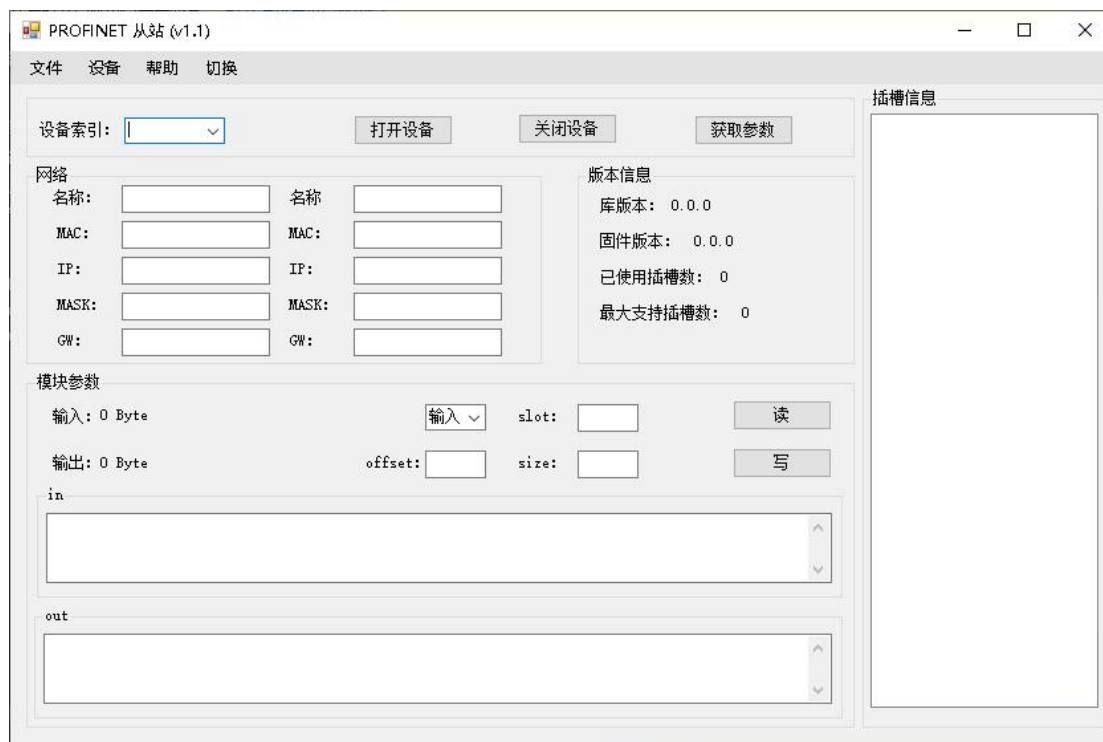 PROFINET 从站 (v1.1)
文件 设备 帮助 切换
设备索引: 打开设备 关闭设备 获取参数
插槽信息
网络
名称: 名称
MAC: MAC:
IP: IP:
MASK: MASK:
GW: GW:
版本信息
库版本: 0.0.0
固件版本: 0.0.0
已使用插槽数: 0
最大支持插槽数: 0
模块参数
输入: 0 Byte 输入 slot: 读
输出: 0 Byte offset: size: 写
in
out